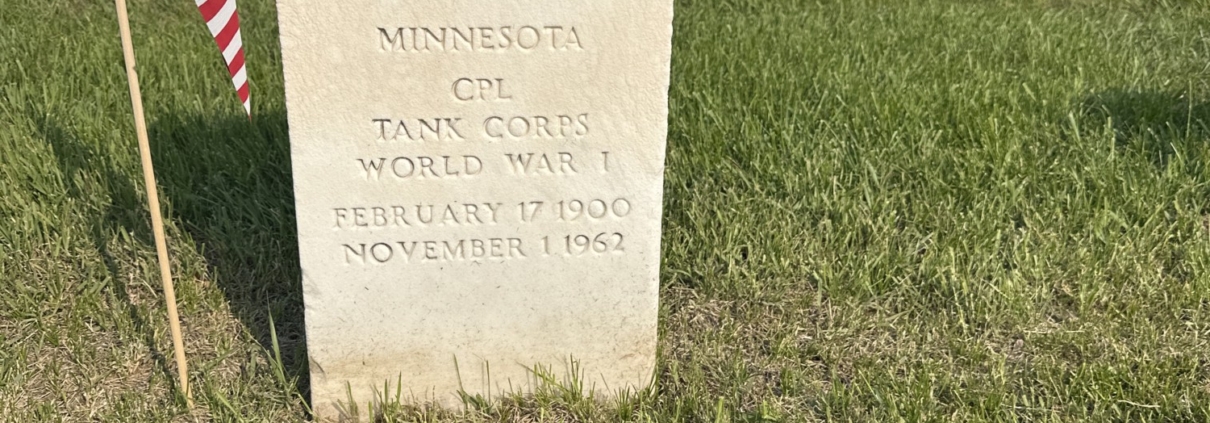 MINNESOTA
CPL
TANK CORPS
WORLD WAR I
FEBRUARY 17 1900
NOVEMBER 1 1962